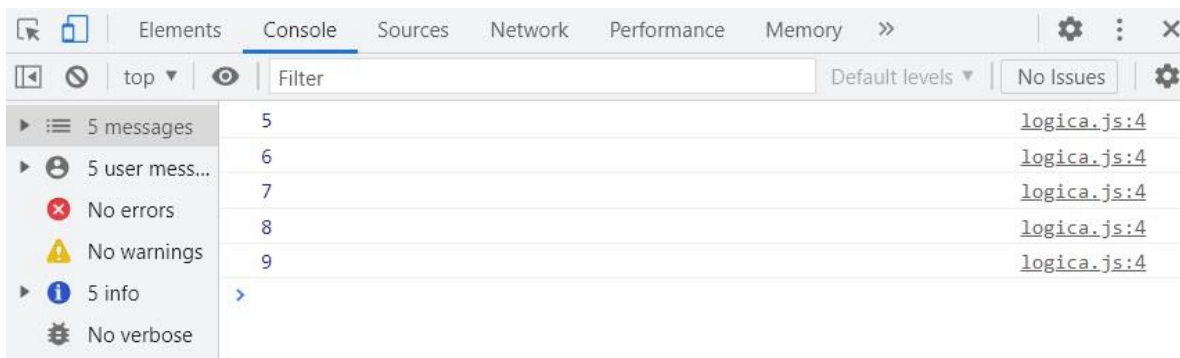 Elements Console Sources Network Performance Memory »
top ▼ Filter Default levels ▼ No Issues
5 messages
5 user mess...
No errors
No warnings
5 info
No verbose
5 logica.js:4
6 logica.js:4
7 logica.js:4
8 logica.js:4
9 logica.js:4
>